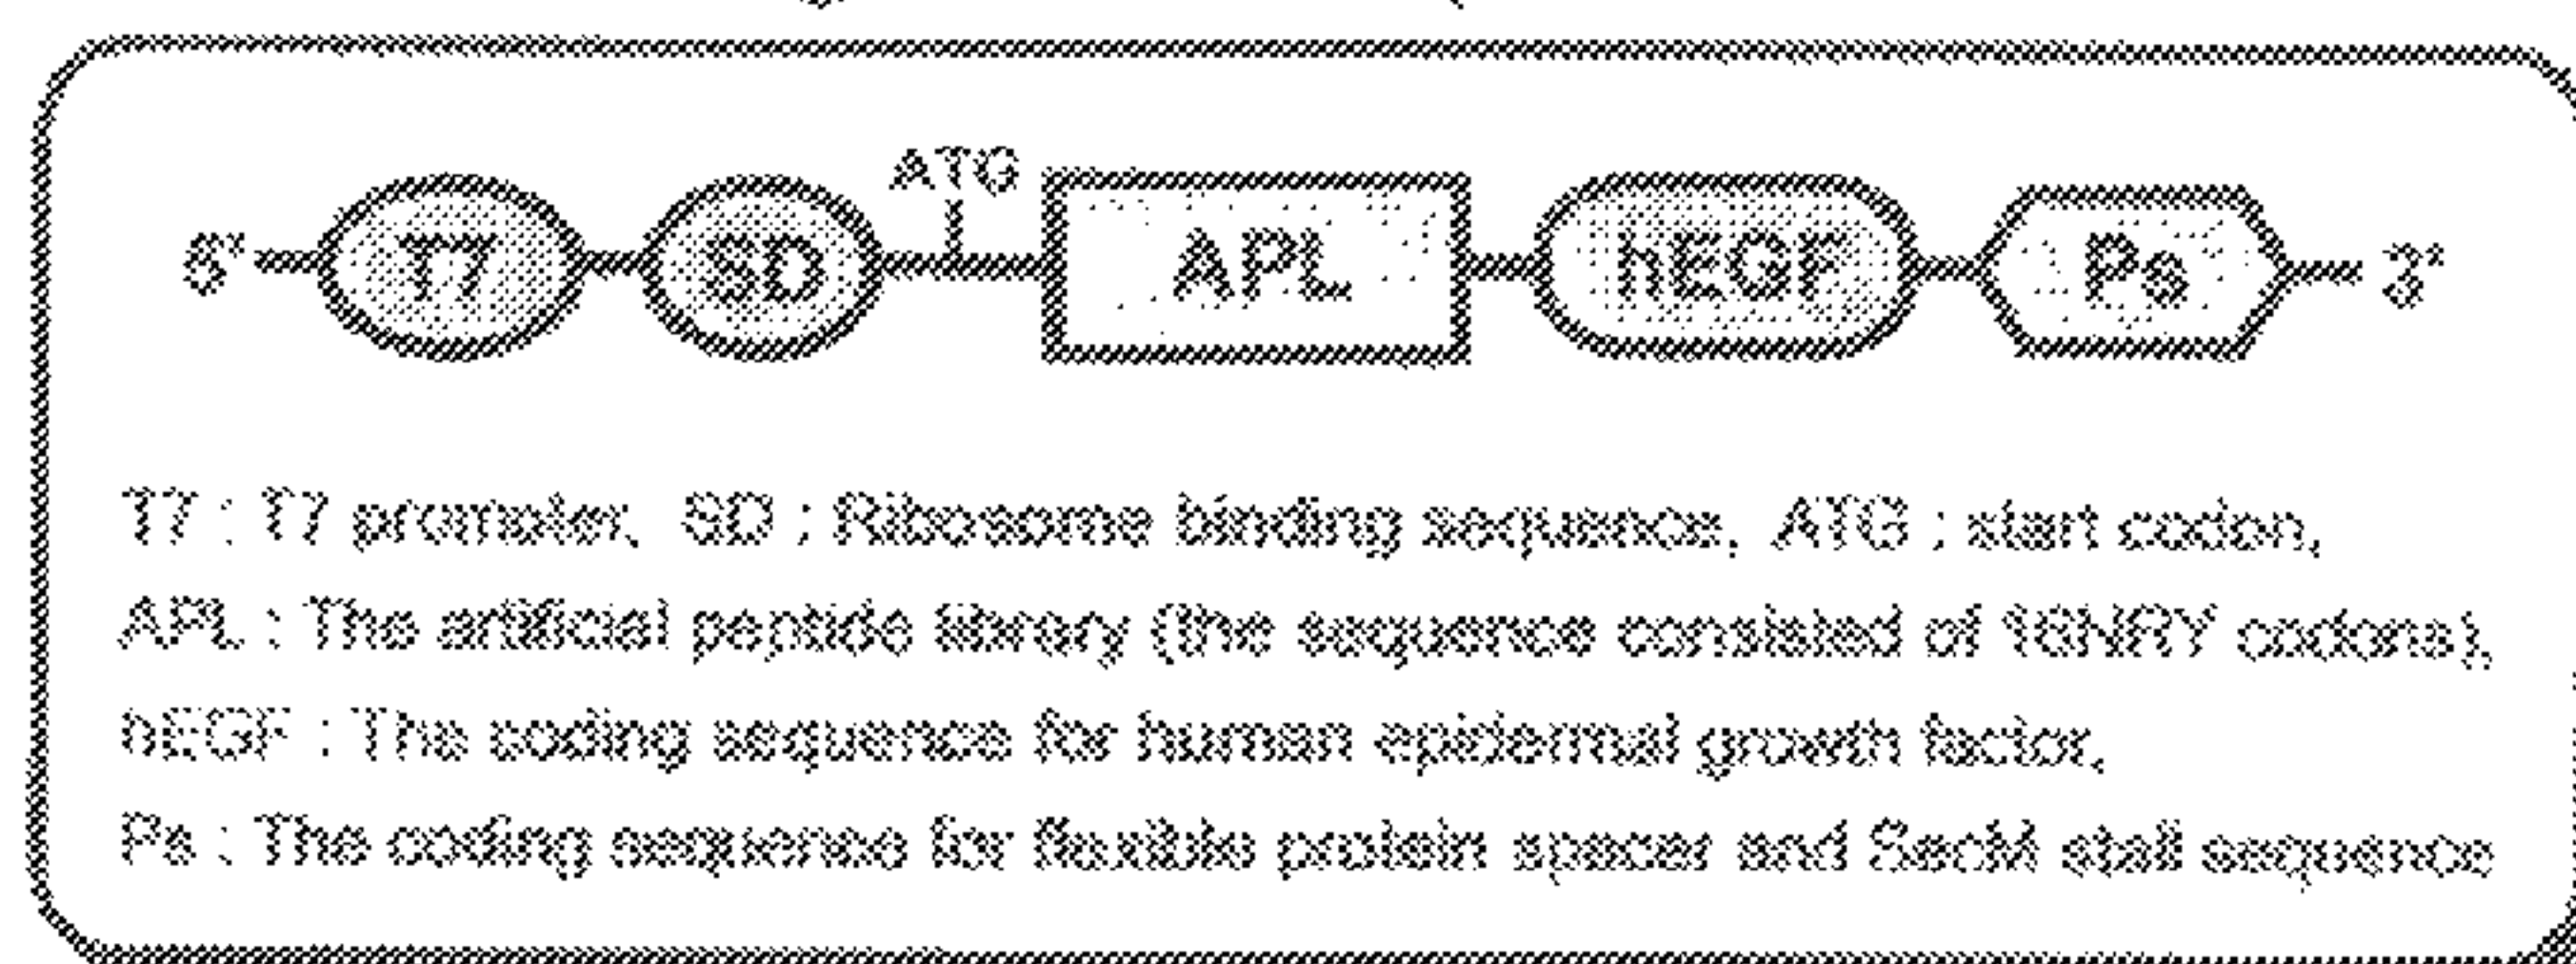 ATG
5' T7 SD APL hEGF Ps 3'
T7 : T7 promoter, SD : Ribosome binding sequence, ATG : start codon,
APL : The artificial peptide library (the sequence consisted of 16NRY codons),
hEGF : The coding sequence for human epidermal growth factor,
Ps : The coding sequence for flexible protein spacer and SecM stall sequence